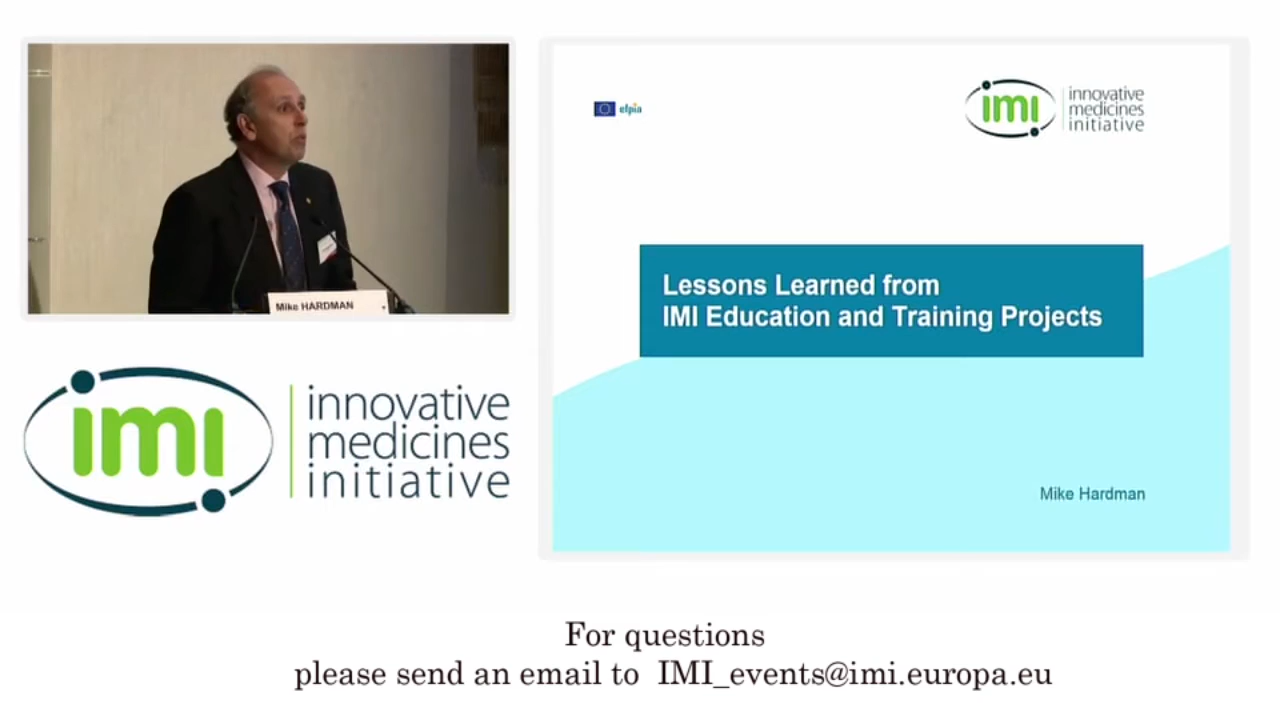 Mike HARDMAN
imi
innovative
medicines
initiative
efpia
imi
innovative
medicines
initiative
Lessons Learned from
IMI Education and Training Projects
Mike Hardman
For questions
please send an email to IMI_events@imi.europa.eu